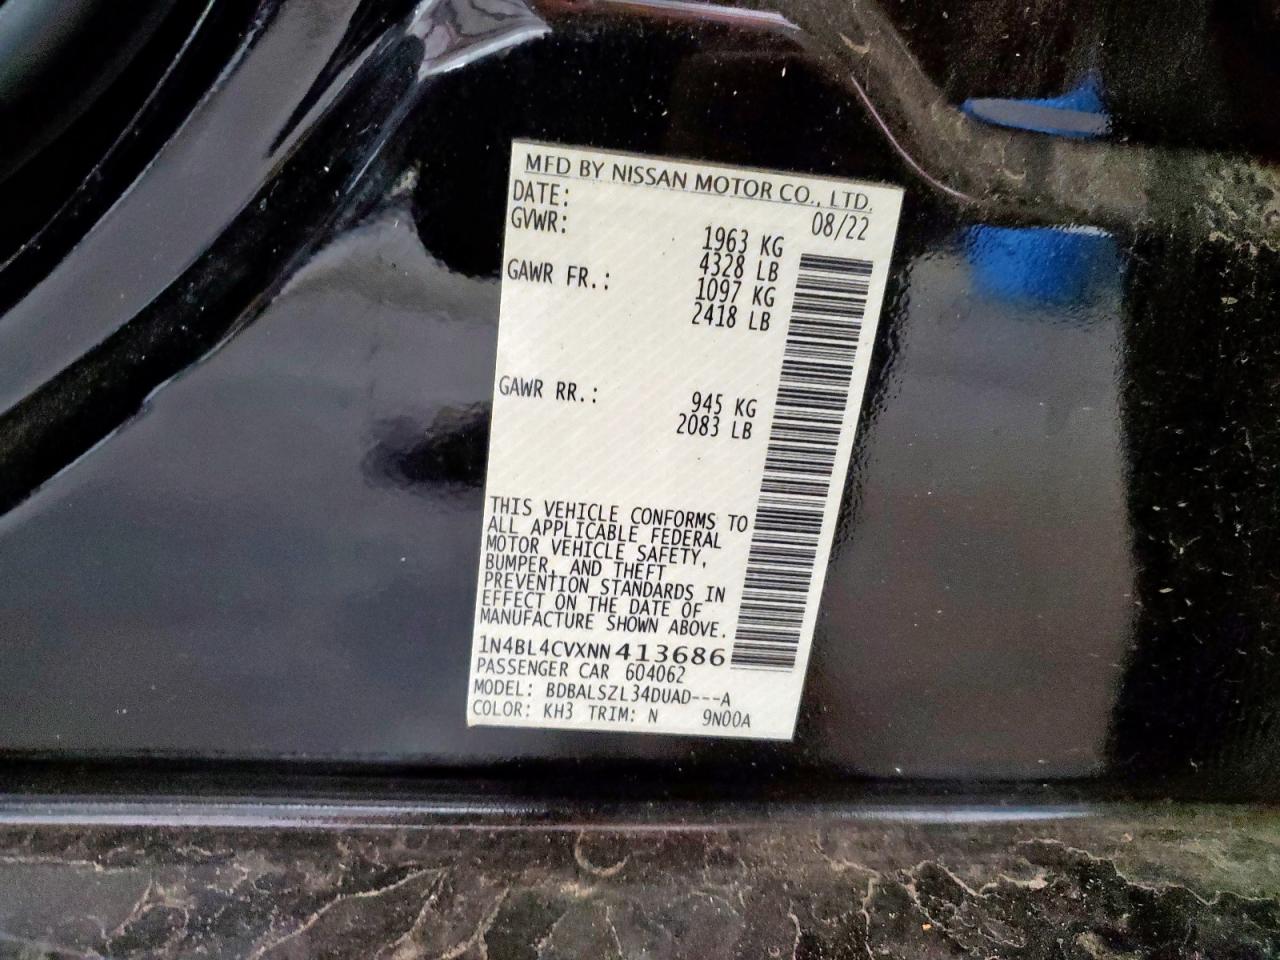 MFD BY NISSAN MOTOR CO., LTD.
DATE: 08/22
GVWR: 1963 KG
4328 LB
GAWR FR.: 1097 KG
2418 LB
GAWR RR.: 945 KG
2083 LB
THIS VEHICLE CONFORMS TO
ALL APPLICABLE FEDERAL
MOTOR VEHICLE SAFETY,
BUMPER, AND THEFT
PREVENTION STANDARDS IN
EFFECT ON THE DATE OF
MANUFACTURE SHOWN ABOVE.
1N4BL4CVXNN413686
PASSENGER CAR 604062
MODEL: BDBALSZL34DUAD---A
COLOR: KH3 TRIM: N 9N00A